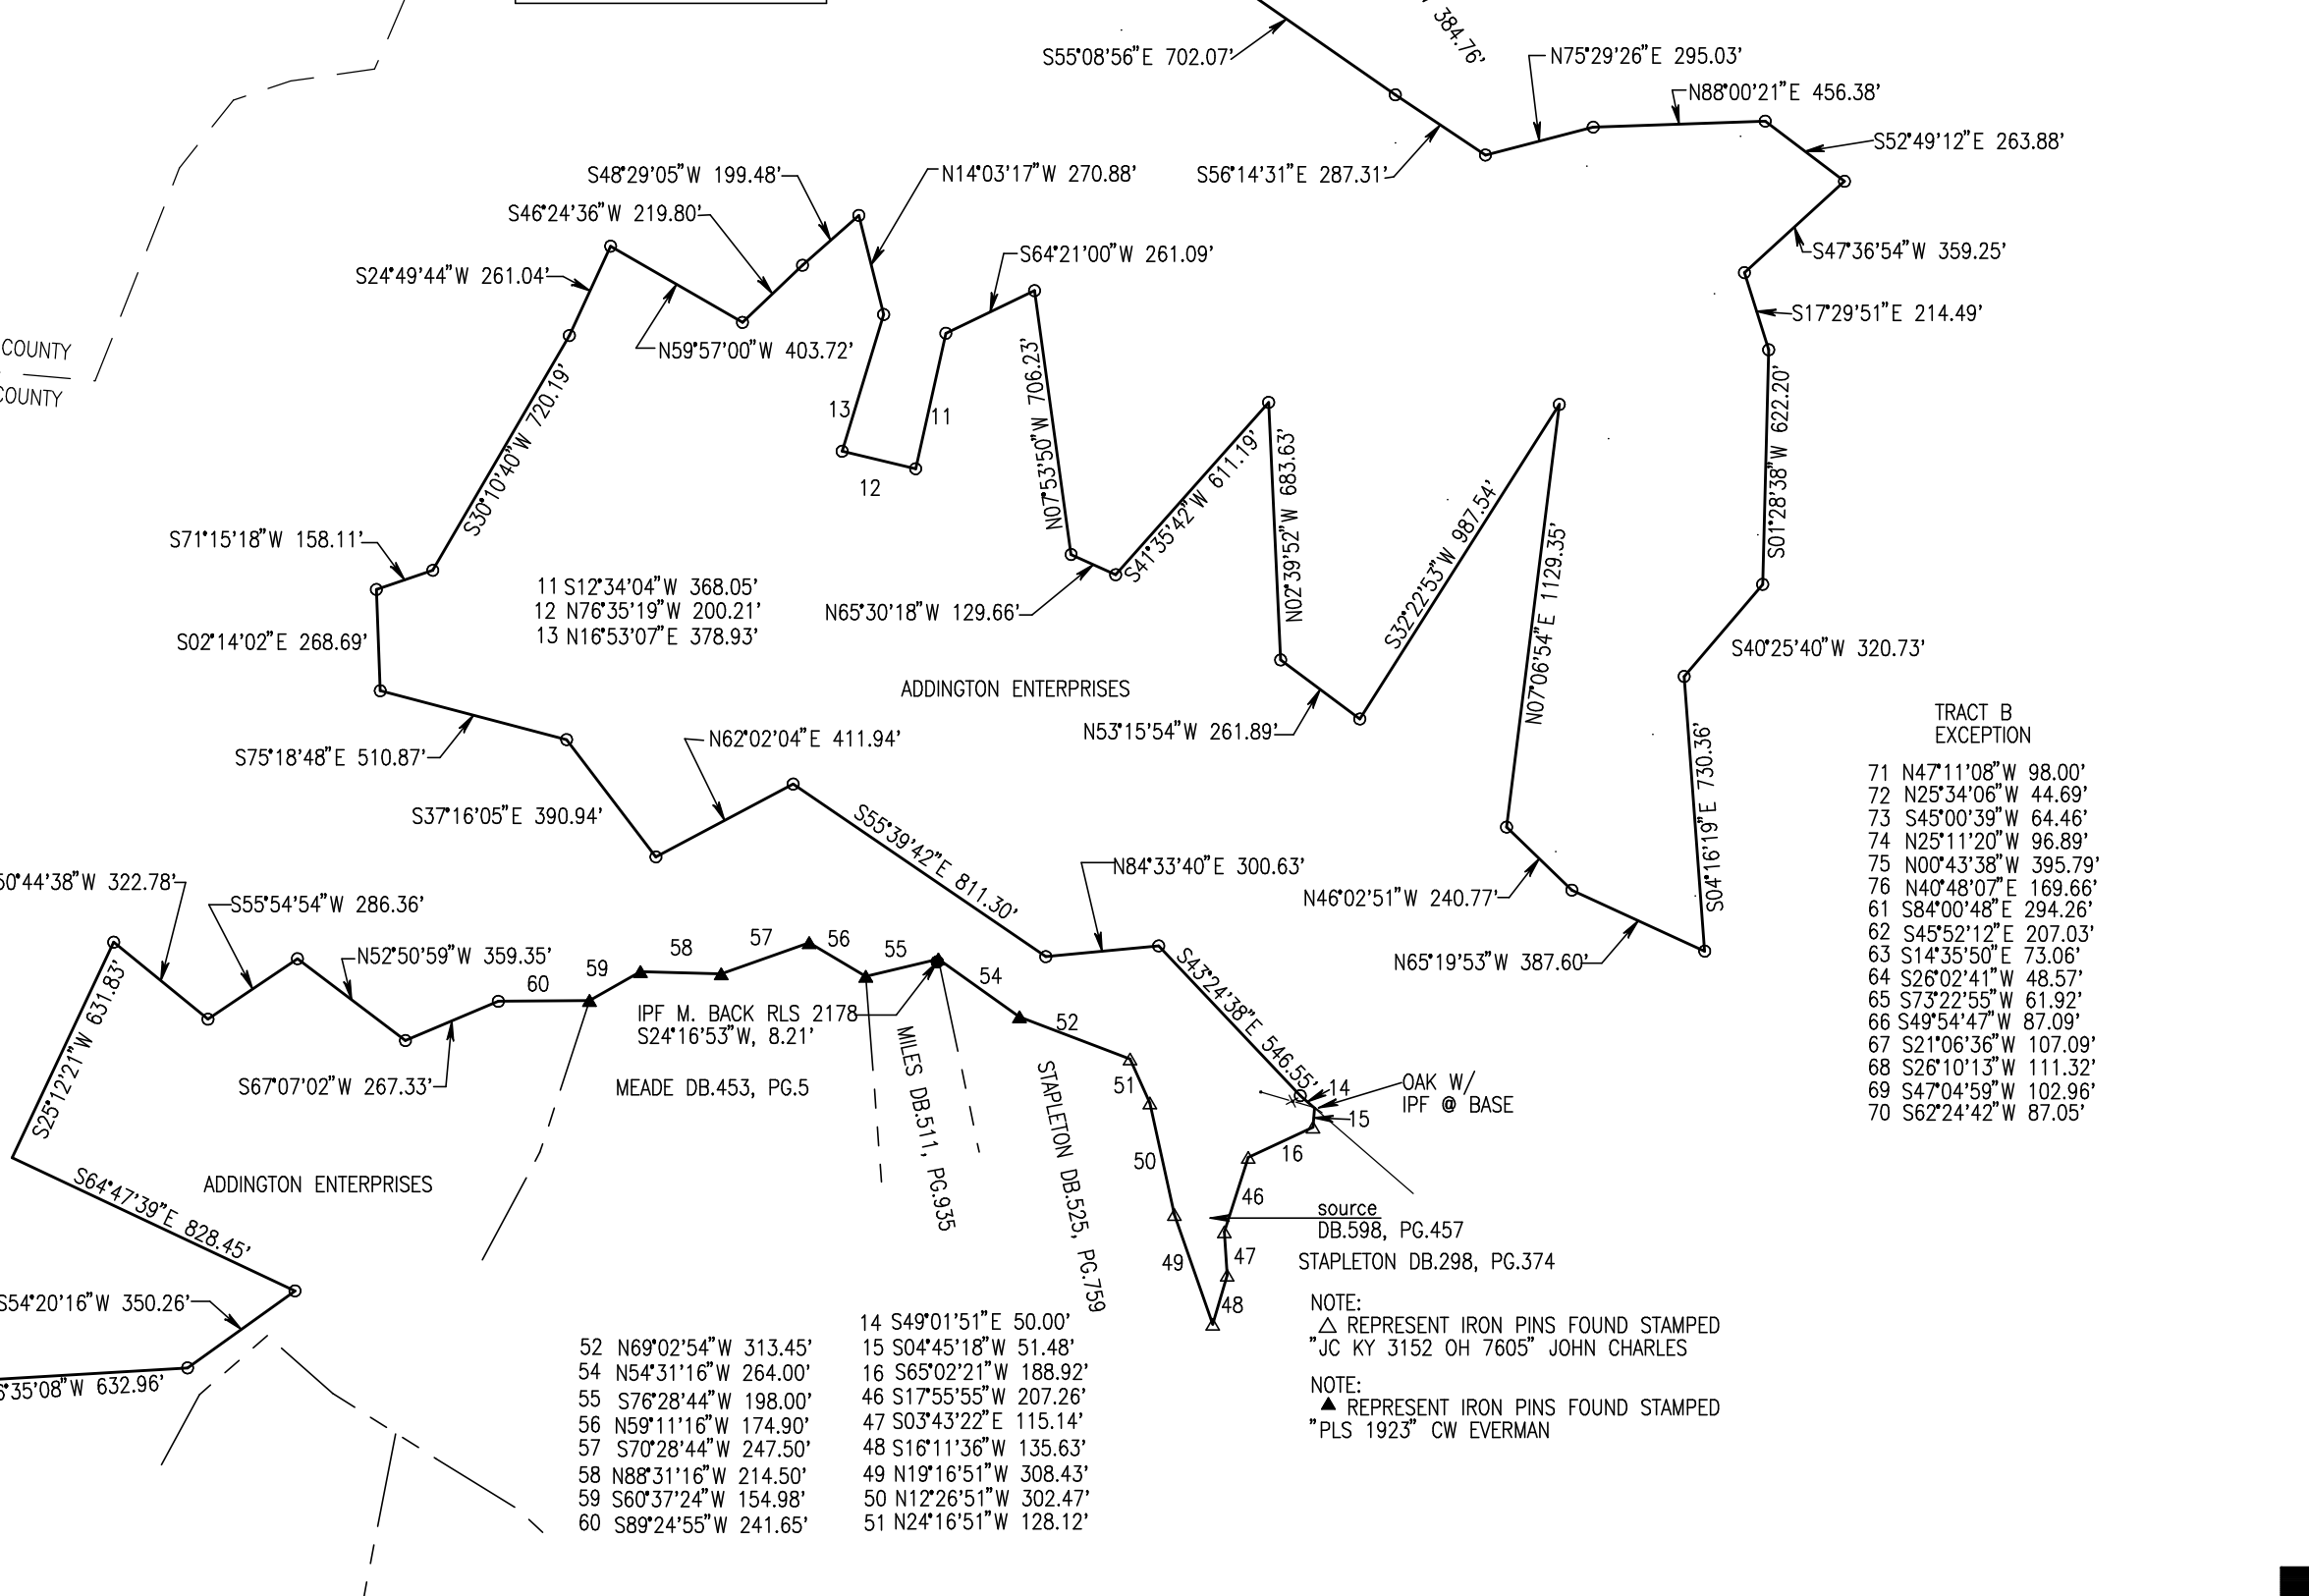 384.76'
S55°08'56"E 702.07'
N75°29'26"E 295.03'
N88°00'21"E 456.38'
S52°49'12"E 263.88'
S56°14'31"E 287.31'
S48°29'05"W 199.48'
N14°03'17"W 270.88'
S46°24'36"W 219.80'
S64°21'00"W 261.09'
S47°36'54"W 359.25'
S24°49'44"W 261.04'
S17°29'51"E 214.49'
COUNTY
COUNTY
N59°57'00"W 403.72'
S30°10'40"W 720.19'
13
11
12
N07°53'50"W 706.23'
S41°35'42"W 611.19'
N02°39'52"W 683.63'
S32°22'53"W 987.54'
N07°06'54"E 1129.35'
S01°28'38"W 622.20'
S71°15'18"W 158.11'
11 S12°34'04"W 368.05'
12 N76°35'19"W 200.21'
13 N16°53'07"E 378.93'
N65°30'18"W 129.66'
S02°14'02"E 268.69'
S40°25'40"W 320.73'
ADDINGTON ENTERPRISES
N53°15'54"W 261.89'
S75°18'48"E 510.87'
N62°02'04"E 411.94'
S37°16'05"E 390.94'
S55°39'42"E 811.30'
N84°33'40"E 300.63'
N46°02'51"W 240.77'
S04°16'19"E 730.36'
N65°19'53"W 387.60'
TRACT B
EXCEPTION
71 N47°11'08"W 98.00'
72 N25°34'06"W 44.69'
73 S45°00'39"W 64.46'
74 N25°11'20"W 96.89'
75 N00°43'38"W 395.79'
76 N40°48'07"E 169.66'
61 S84°00'48"E 294.26'
62 S45°52'12"E 207.03'
63 S14°35'50"E 73.06'
64 S26°02'41"W 48.57'
65 S73°22'55"W 61.92'
66 S49°54'47"W 87.09'
67 S21°06'36"W 107.09'
68 S26°10'13"W 111.32'
69 S47°04'59"W 102.96'
70 S62°24'42"W 87.05'
50°44'38"W 322.78'
S55°54'54"W 286.36'
N52°50'59"W 359.35'
S25°12'21"W 631.83'
S67°07'02"W 267.33'
60
59
58
57
56
55
54
52
51
50
49
48
47
46
16
15
14
S43°24'38"E 546.55'
IPF M. BACK RLS 2178
S24°16'53"W, 8.21'
MEADE DB.453, PG.5
MILES DB.511, PG.935
STAPLETON DB.525, PG.759
OAK W/
IPF @ BASE
ADDINGTON ENTERPRISES
S64°47'39"E 828.45'
S54°20'16"W 350.26'
6°35'08"W 632.96'
source
DB.598, PG.457
STAPLETON DB.298, PG.374
NOTE:
△ REPRESENT IRON PINS FOUND STAMPED
"JC KY 3152 OH 7605" JOHN CHARLES
NOTE:
▲ REPRESENT IRON PINS FOUND STAMPED
"PLS 1923" CW EVERMAN
52 N69°02'54"W 313.45'
54 N54°31'16"W 264.00'
55 S76°28'44"W 198.00'
56 N59°11'16"W 174.90'
57 S70°28'44"W 247.50'
58 N88°31'16"W 214.50'
59 S60°37'24"W 154.98'
60 S89°24'55"W 241.65'
14 S49°01'51"E 50.00'
15 S04°45'18"W 51.48'
16 S65°02'21"W 188.92'
46 S17°55'55"W 207.26'
47 S03°43'22"E 115.14'
48 S16°11'36"W 135.63'
49 N19°16'51"W 308.43'
50 N12°26'51"W 302.47'
51 N24°16'51"W 128.12'